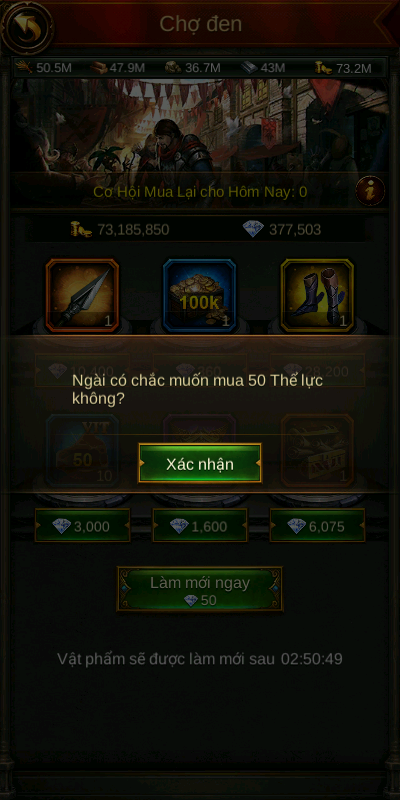 Chợ đen
50.5M 47.9M 36.7M 43M 73.2M
Cơ Hội Mua Lại cho Hôm Nay: 0
73,185,850 377,503
1 100k 1 1
Ngài có chắc muốn mua 50 Thể lực
không?
Xác nhận
VIT
50
10 1
3,000 1,600 6,075
Làm mới ngay
50
Vật phẩm sẽ được làm mới sau 02:50:49